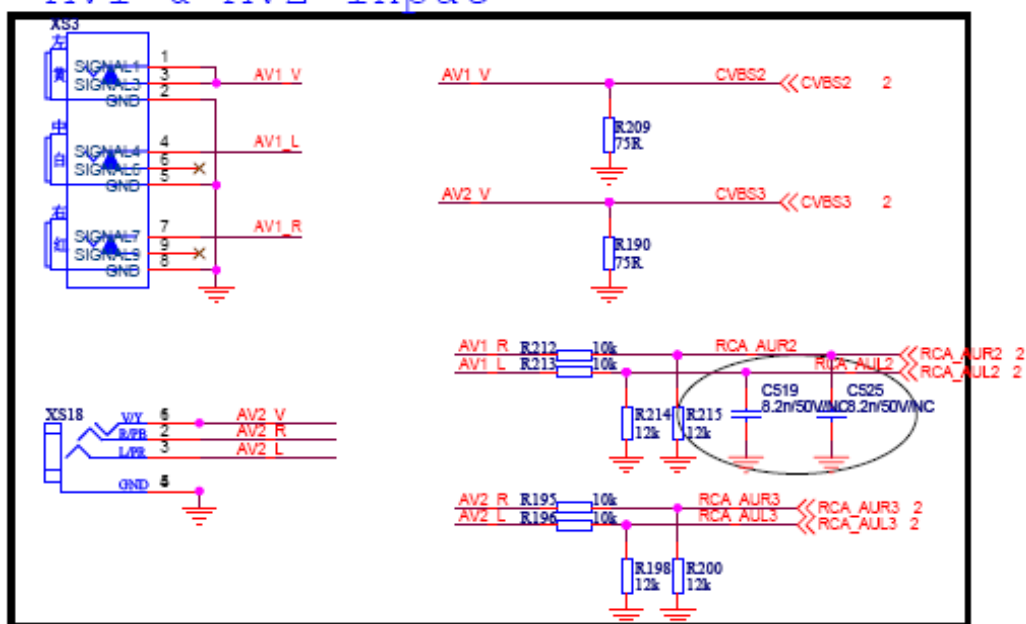 AV1 & AV2 Input
XS3
左
黄
SIGNAL1 1
SIGNAL3 3
GND 2
AV1_V
中
白
SIGNAL4 4
SIGNAL6 6
GND 5
AV1_L
右
红
SIGNAL7 7
SIGNAL9 9
GND 8
AV1_R
AV1_V CVBS2 CVBS2 2
R209
75R
AV2_V CVBS3 CVBS3 2
R190
75R
AV1_R R212 10k RCA_AUR2 RCA_AUR2 2
AV1_L R213 10k RCA_AUL2 RCA_AUL2 2
C519 C525
8.2n/50V/NC 8.2n/50V/NC
R214 R215
12k 12k
XS18
V/Y AV2_V
R/PB 2 AV2_R
L/PR 3 AV2_L
GND
AV2_R R195 10k RCA_AUR3 RCA_AUR3 2
AV2_L R196 10k RCA_AUL3 RCA_AUL3 2
R198 R200
12k 12k